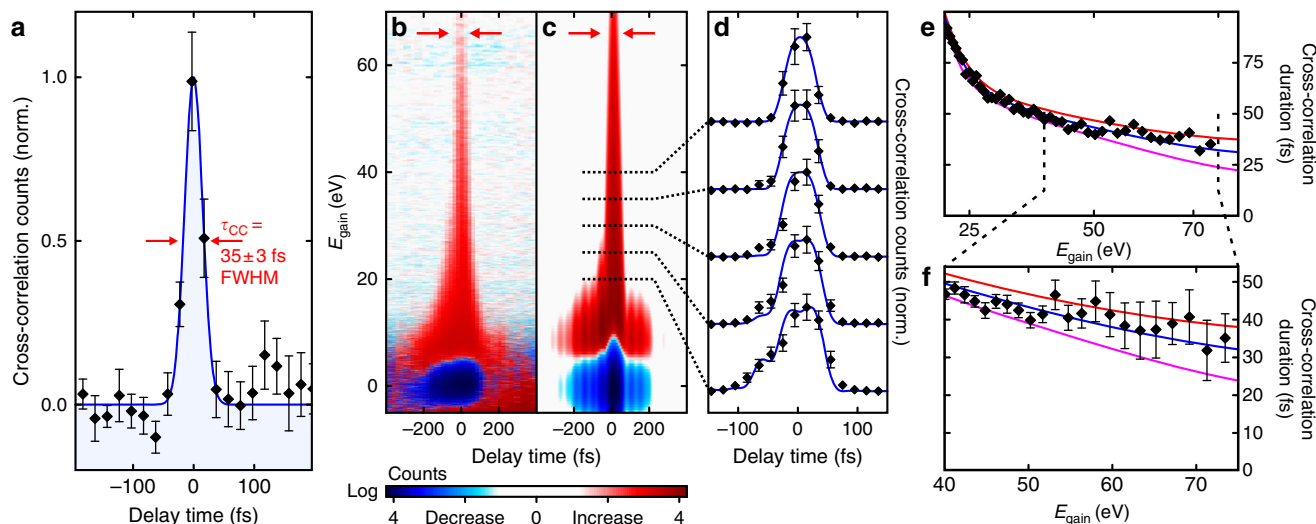 a
Cross-correlation counts (norm.)
1.0
0.5
0.0
τCC =
35±3 fs
FWHM
−100 0 100
Delay time (fs)
b
c
Egain (eV)
60
40
20
0
−200 0 200
−200 0 200
Delay time (fs)
Delay time (fs)
Counts
Log
4 Decrease 0 Increase 4
d
Cross-correlation counts (norm.)
−100 0 100
Delay time (fs)
e
75
50
25
0
Cross-correlation
duration (fs)
25 50 70
Egain (eV)
f
50
40
30
20
10
0
Cross-correlation
duration (fs)
40 50 60 70
Egain (eV)